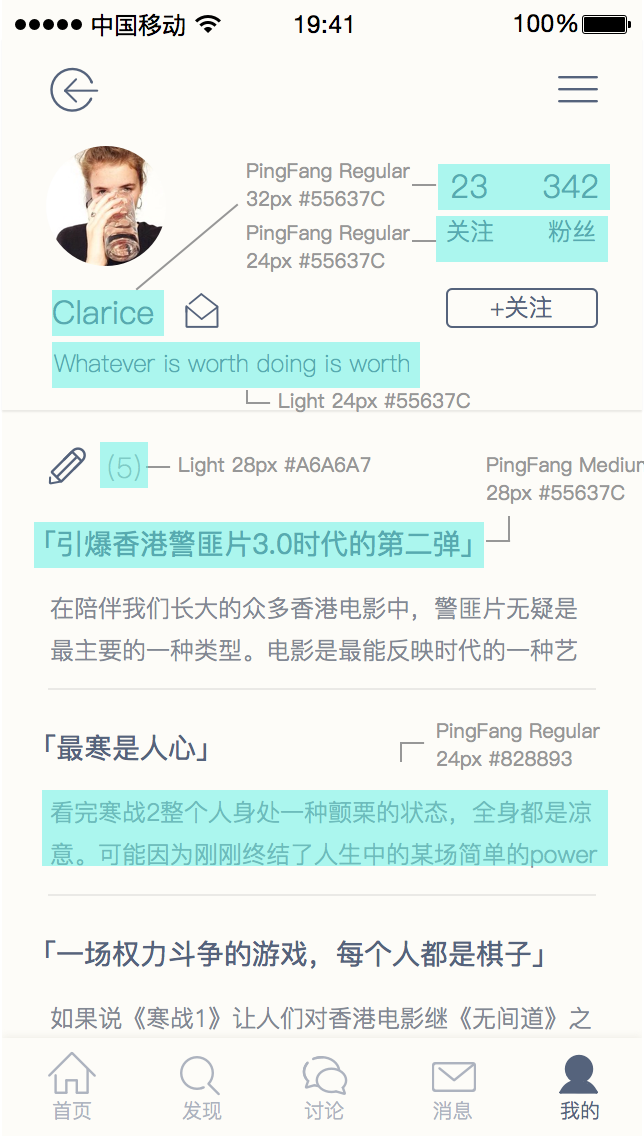 中国移动 19:41 100%
PingFang Regular
32px #55637C
23 342
PingFang Regular
24px #55637C
关注 粉丝
Clarice
+关注
Whatever is worth doing is worth
Light 24px #55637C
(5)
Light 28px #A6A6A7
PingFang Medium
28px #55637C
「引爆香港警匪片3.0时代的第二弹」
在陪伴我们长大的众多香港电影中，警匪片无疑是
最主要的一种类型。电影是最能反映时代的一种艺
「最寒是人心」
PingFang Regular
24px #828893
看完寒战2整个人身处一种颤栗的状态，全身都是凉
意。可能因为刚刚终结了人生中的某场简单的power
「一场权力斗争的游戏，每个人都是棋子」
如果说《寒战1》让人们对香港电影继《无间道》之
首页 发现 讨论 消息 我的